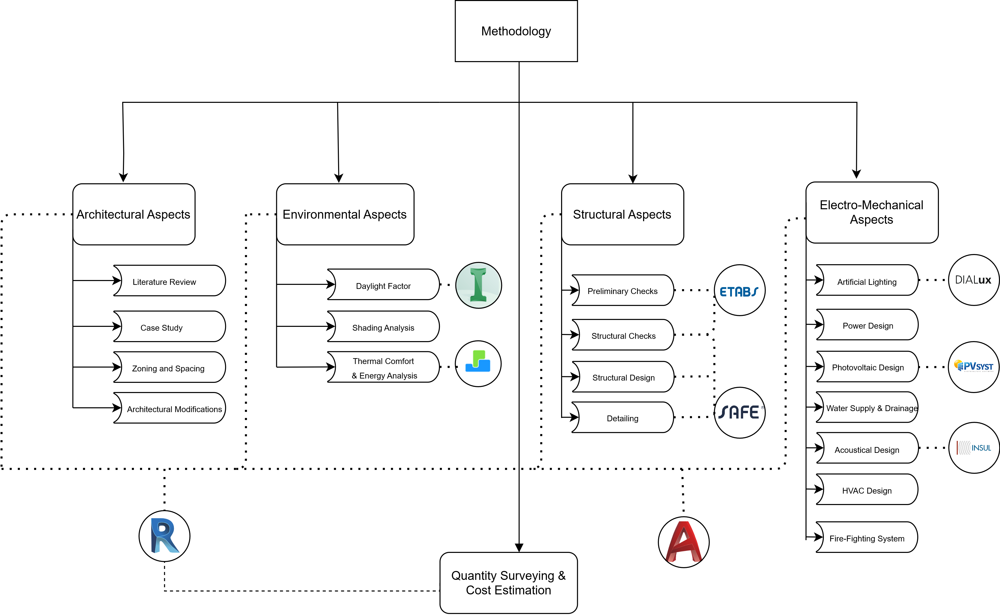 Methodology
Architectural Aspects
Environmental Aspects
Structural Aspects
Electro-Mechanical
Aspects
Literature Review
Case Study
Zoning and Spacing
Architectural Modifications
Daylight Factor
Shading Analysis
Thermal Comfort
& Energy Analysis
Preliminary Checks
Structural Checks
Structural Design
Detailing
ETABS
SAFE®
Artificial Lighting
Power Design
Photovoltaic Design
Water Supply & Drainage
Acoustical Design
HVAC Design
Fire-Fighting System
DIALux
PVSYST
PHOTOVOLTAIC SOFTWARE
INSUL
I
R
A
Quantity Surveying &
Cost Estimation